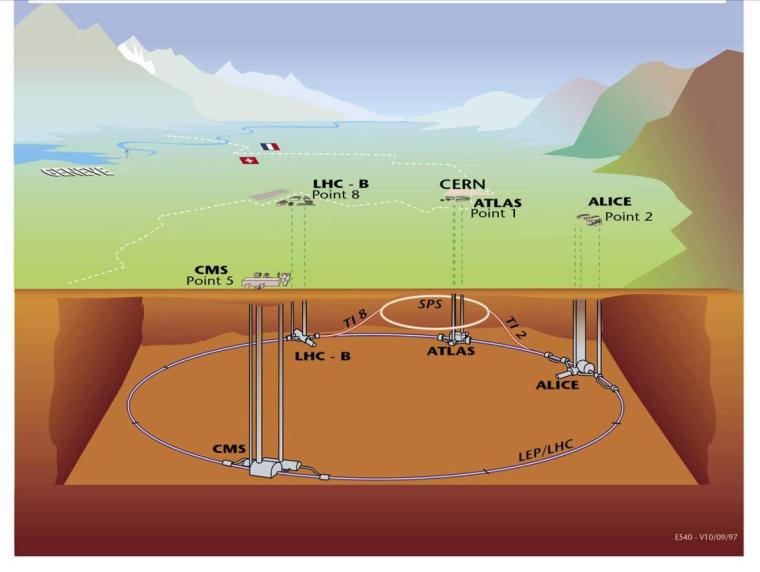 GENEVE
LHC - B
Point 8
CERN
ATLAS
Point 1
ALICE
Point 2
CMS
Point 5
SPS
TI 8
TI 2
LHC - B
ATLAS
ALICE
CMS
LEP/LHC
E540 - V10/09/97